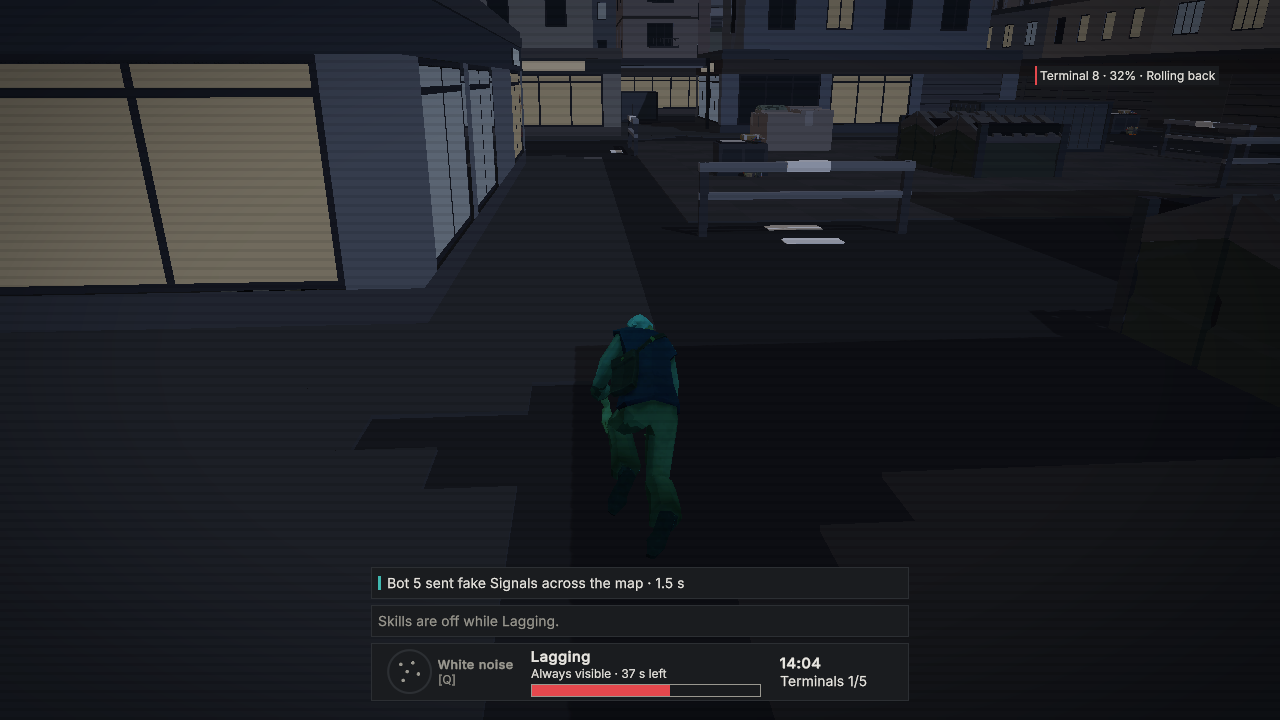 Terminal 8 · 32% · Rolling back
Bot 5 sent fake Signals across the map · 1.5 s
Skills are off while Lagging.
White noise
[Q]
Lagging
Always visible · 37 s left
14:04
Terminals 1/5